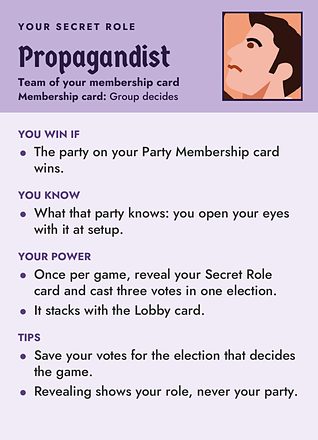 YOUR SECRET ROLE
Propagandist
Team of your membership card
Membership card: Group decides
YOU WIN IF
• The party on your Party Membership card
wins.
YOU KNOW
• What that party knows: you open your eyes
with it at setup.
YOUR POWER
• Once per game, reveal your Secret Role
card and cast three votes in one election.
• It stacks with the Lobby card.
TIPS
• Save your votes for the election that decides
the game.
• Revealing shows your role, never your party.